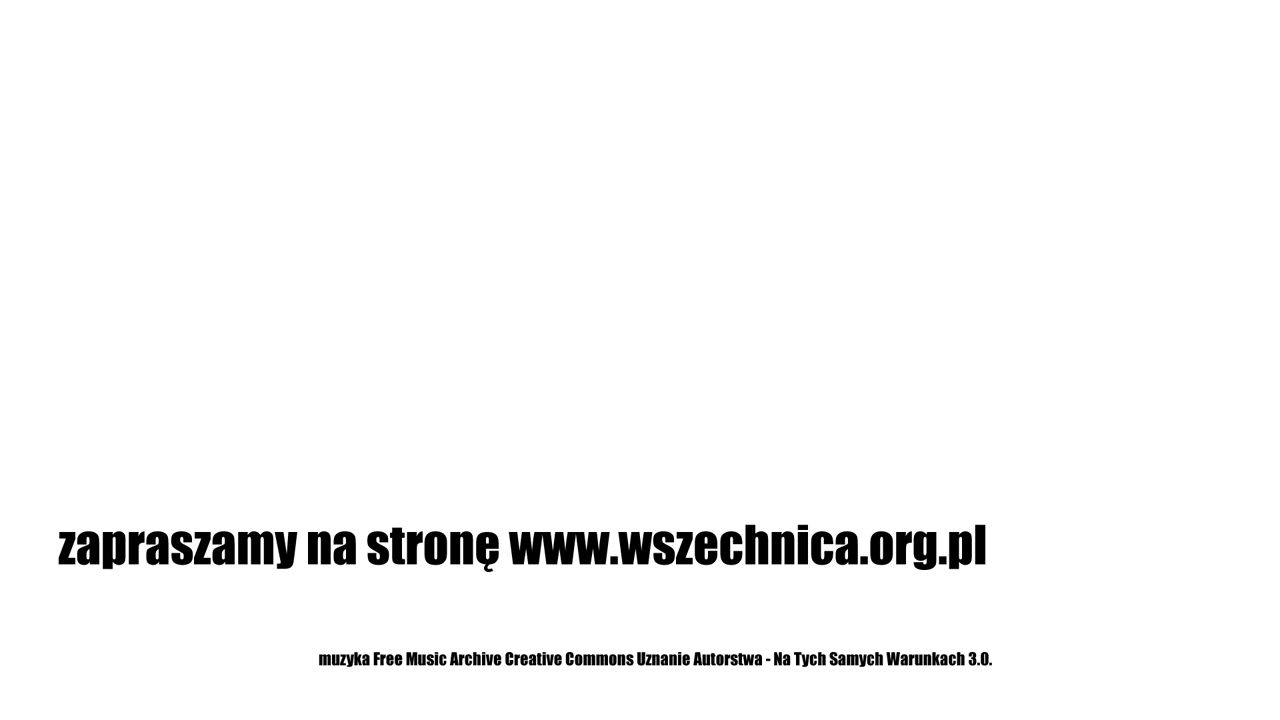 zapraszamy na stronę www.wszechnica.org.pl
muzyka Free Music Archive Creative Commons Uznanie Autorstwa - Na Tych Samych Warunkach 3.0.